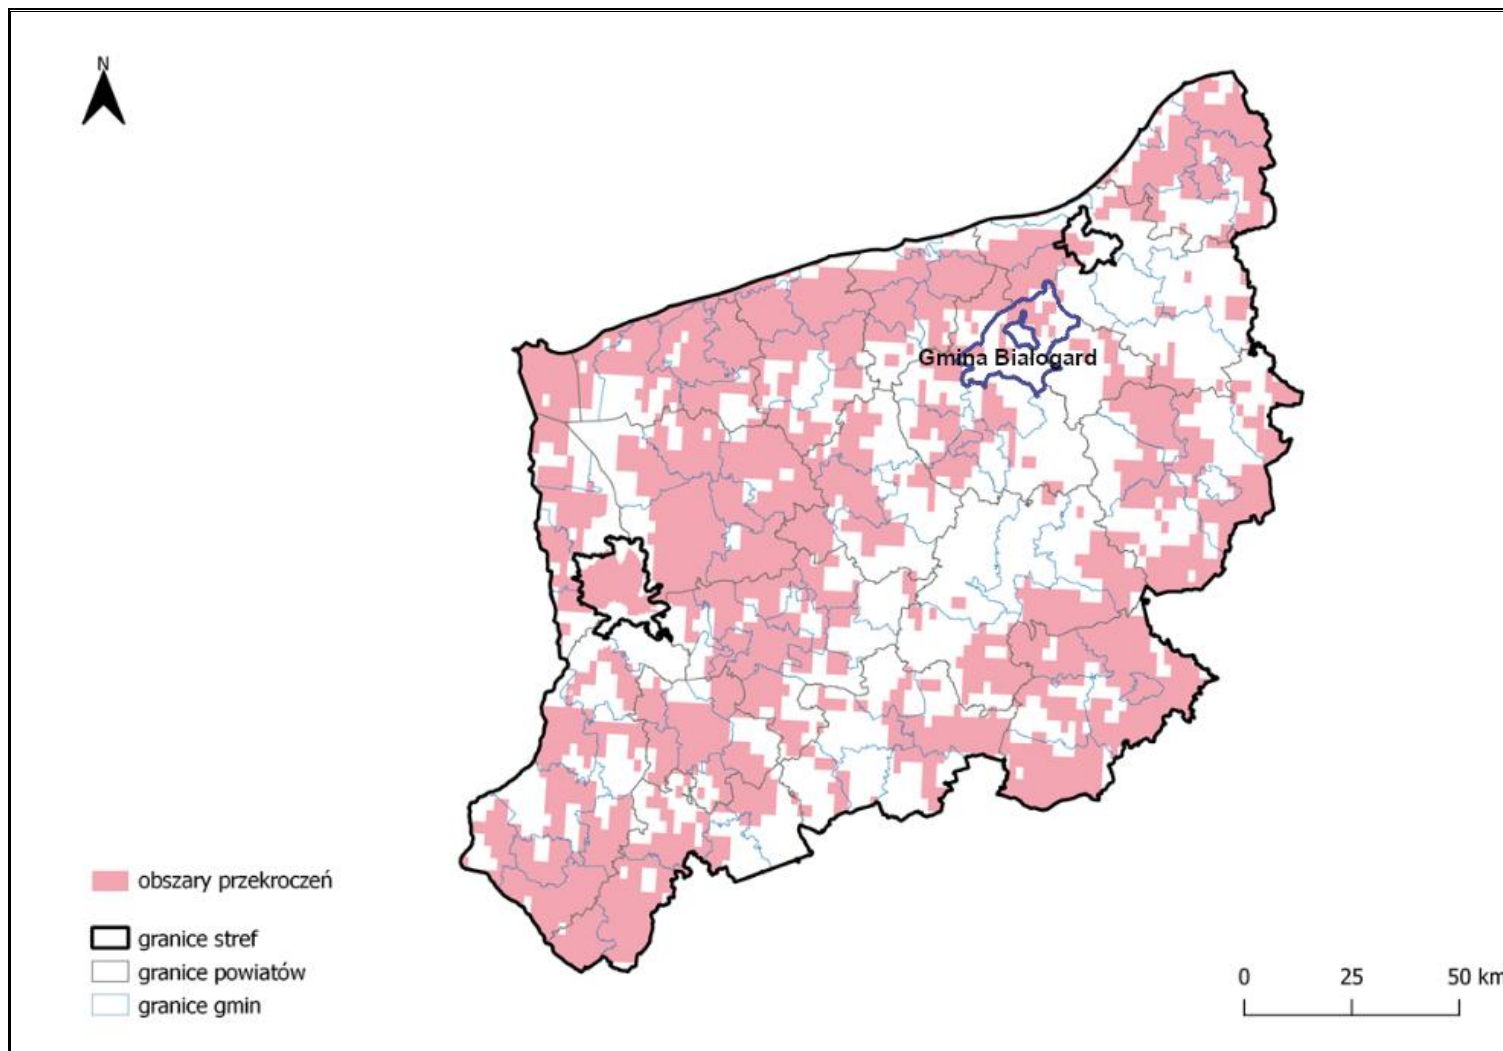 N
Gmina Białogard
obszary przekroczeń
granice stref
granice powiatów
granice gmin
0 25 50 km